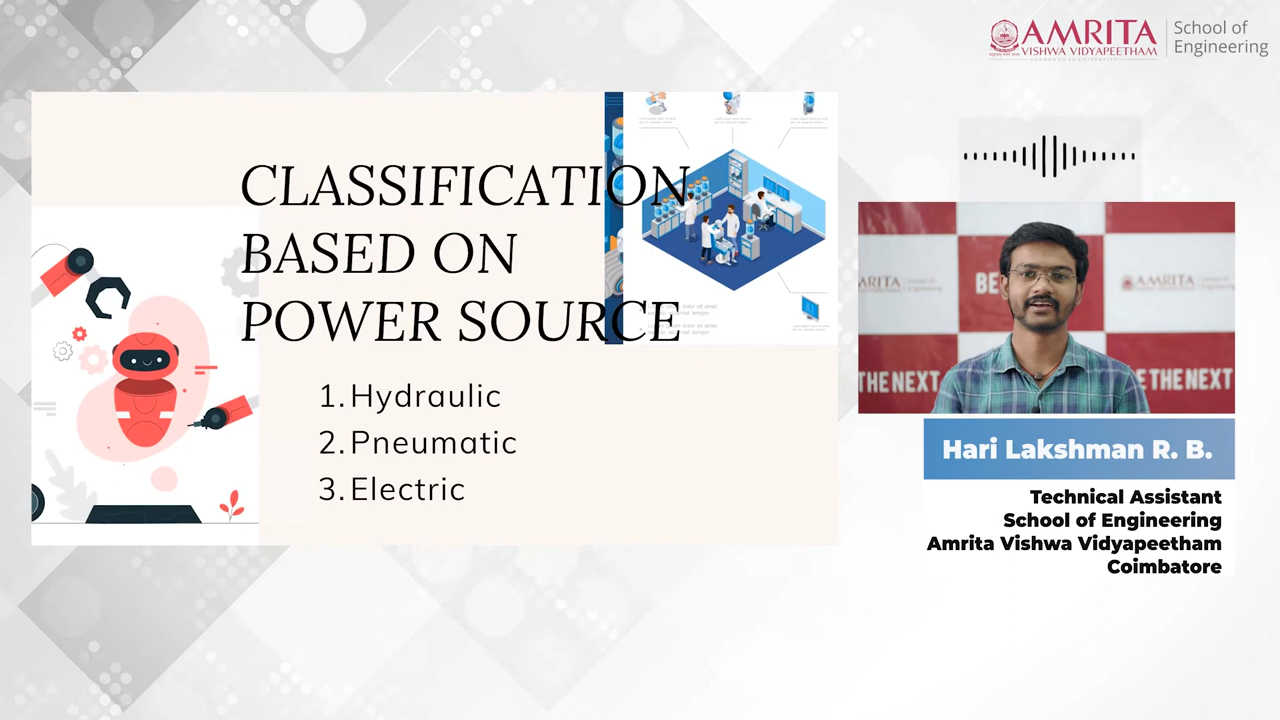 AMRITA
VISHWA VIDYAPEETHAM
School of
Engineering
CLASSIFICATION
BASED ON
POWER SOURCE
1. Hydraulic
2. Pneumatic
3. Electric
AMRITA
THE NEXT
THE NEXT
Hari Lakshman R. B.
Technical Assistant
School of Engineering
Amrita Vishwa Vidyapeetham
Coimbatore